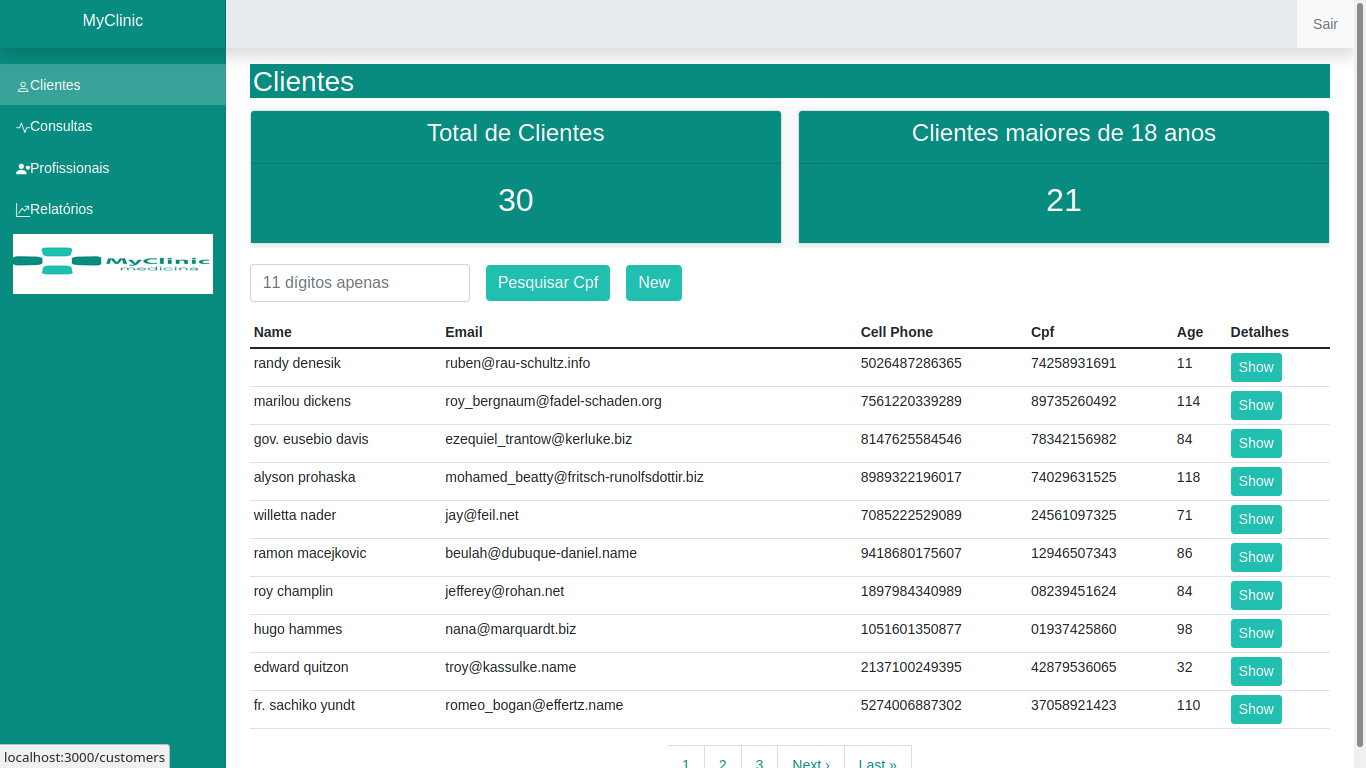 MyClinic
Sair
Clientes
Consultas
Profissionais
Relatórios
MyClinic
medicina
Clientes
Total de Clientes
30
Clientes maiores de 18 anos
21
11 dígitos apenas
Pesquisar Cpf
New
Name Email Cell Phone Cpf Age Detalhes
randy denesik ruben@rau-schultz.info 5026487286365 74258931691 11 Show
marilou dickens roy_bergnaum@fadel-schaden.org 7561220339289 89735260492 114 Show
gov. eusebio davis ezequiel_trantow@kerluke.biz 8147625584546 78342156982 84 Show
alyson prohaska mohamed_beatty@fritsch-runolfsdottir.biz 8989322196017 74029631525 118 Show
willetta nader jay@feil.net 7085222529089 24561097325 71 Show
ramon macejkovic beulah@dubuque-daniel.name 9418680175607 12946507343 86 Show
roy champlin jefferey@rohan.net 1897984340989 08239451624 84 Show
hugo hammes nana@marquardt.biz 1051601350877 01937425860 98 Show
edward quitzon troy@kassulke.name 2137100249395 42879536065 32 Show
fr. sachiko yundt romeo_bogan@effertz.name 5274006887302 37058921423 110 Show
1 2 3 Next › Last »
localhost:3000/customers